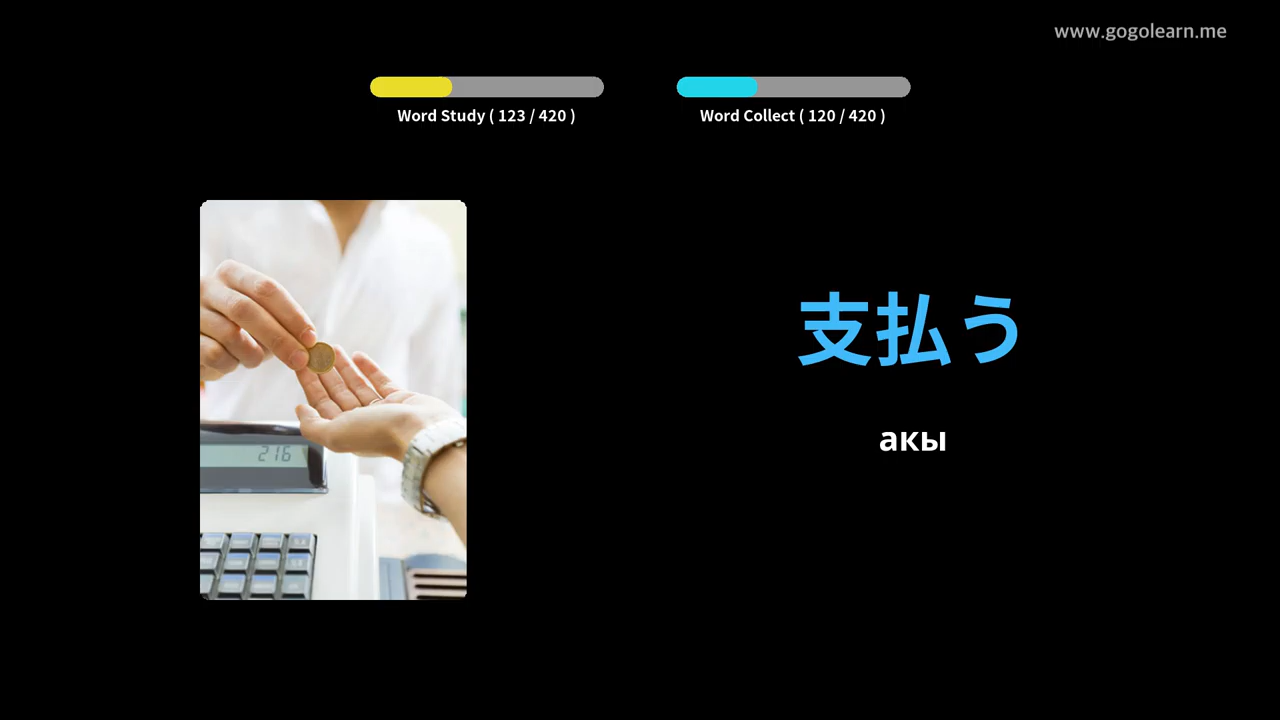 www.gogolearn.me
Word Study ( 123 / 420 )
Word Collect ( 120 / 420 )
支払う
акы
216